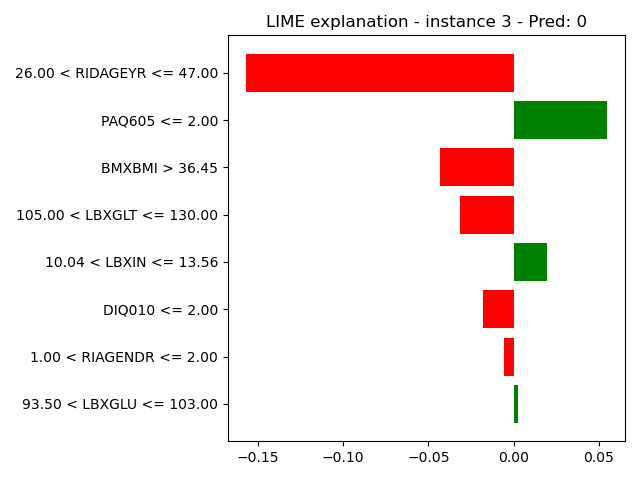 LIME explanation - instance 3 - Pred: 0
26.00 < RIDAGEYR <= 47.00
PAQ605 <= 2.00
BMXBMI > 36.45
105.00 < LBXGLT <= 130.00
10.04 < LBXIN <= 13.56
DIQ010 <= 2.00
1.00 < RIAGENDR <= 2.00
93.50 < LBXGLU <= 103.00
−0.15 −0.10 −0.05 0.00 0.05